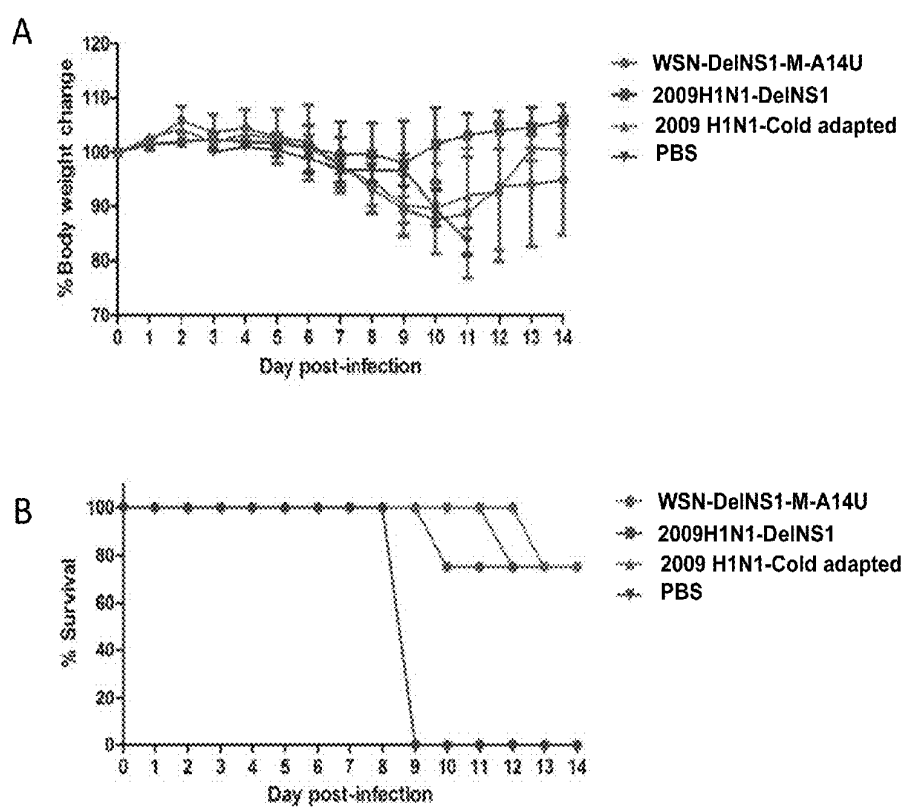 A
% Body weight change
120
110
100
90
80
70
0 1 2 3 4 5 6 7 8 9 10 11 12 13 14
Day post-infection
WSN-DelNS1-M-A14U
2009H1N1-DelNS1
2009 H1N1-Cold adapted
PBS
B
% Survival
100
80
60
40
20
0
0 1 2 3 4 5 6 7 8 9 10 11 12 13 14
Day post-infection
WSN-DelNS1-M-A14U
2009H1N1-DelNS1
2009 H1N1-Cold adapted
PBS